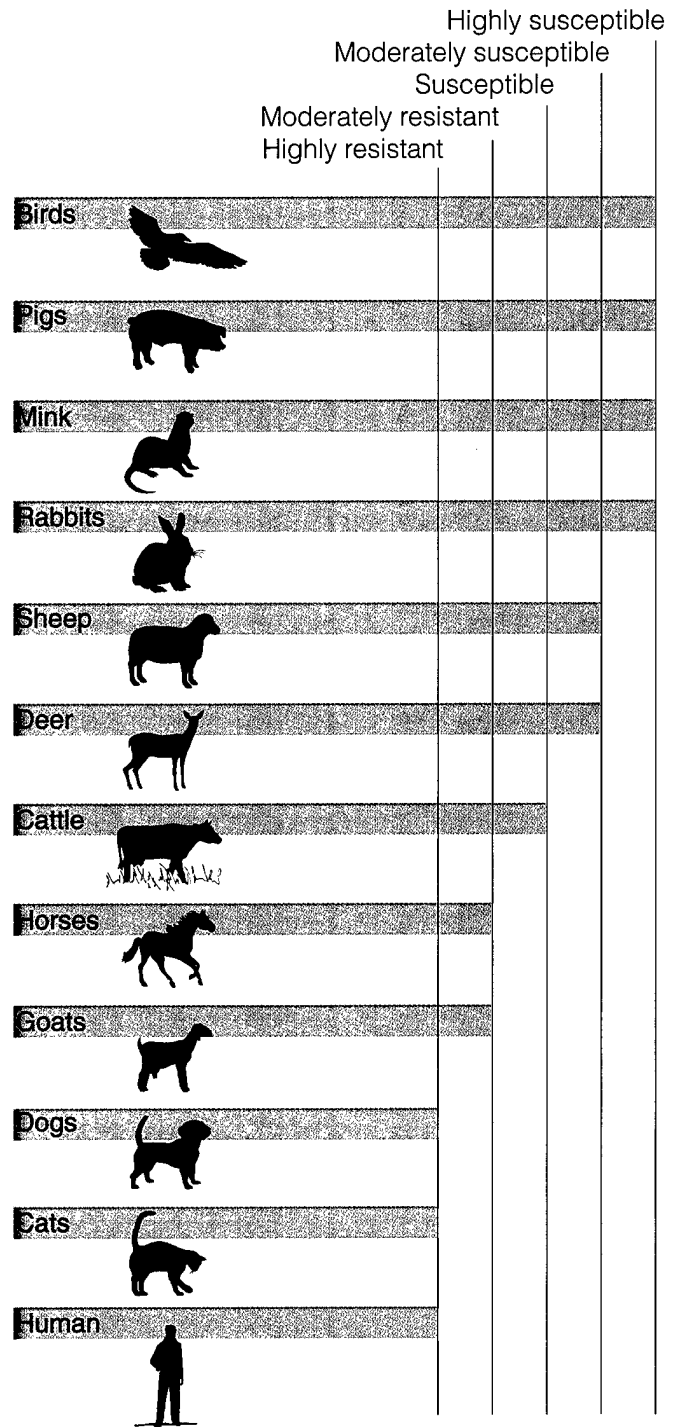 Highly susceptible
Moderately susceptible
Susceptible
Moderately resistant
Highly resistant
Birds
Pigs
Mink
Rabbits
Sheep
Deer
Cattle
Horses
Goats
Dogs
Cats
Human